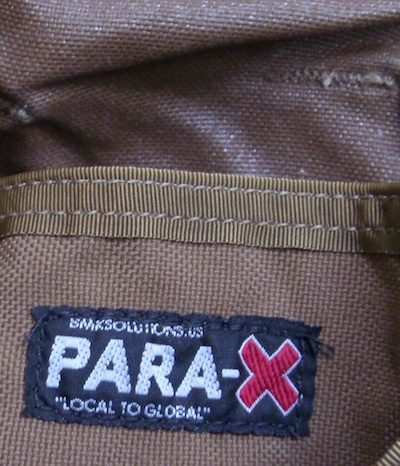 BMKSOLUTIONS.US
PARA-X
"LOCAL TO GLOBAL"